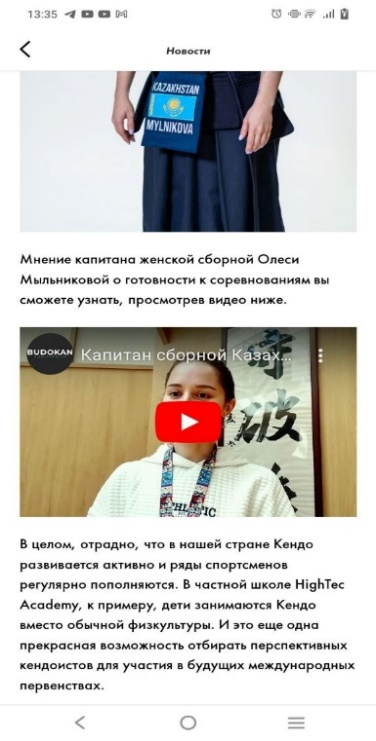 13:35
Новости
KAZAKHSTAN
MYLNIKOVA
Мнение капитана женской сборной Олеси
Мыльниковой о готовности к соревнованиям вы
сможете узнать, просмотрев видео ниже.
BUDOKAN
Капитан сборной Казах...
В целом, отрадно, что в нашей стране Кендо
развивается активно и ряды спортсменов
регулярно пополняются. В частной школе HighTec
Academy, к примеру, дети занимаются Кендо
вместо обычной физкультуры. И это еще одна
прекрасная возможность отбирать перспективных
кендоистов для участия в будущих международных
первенствах.